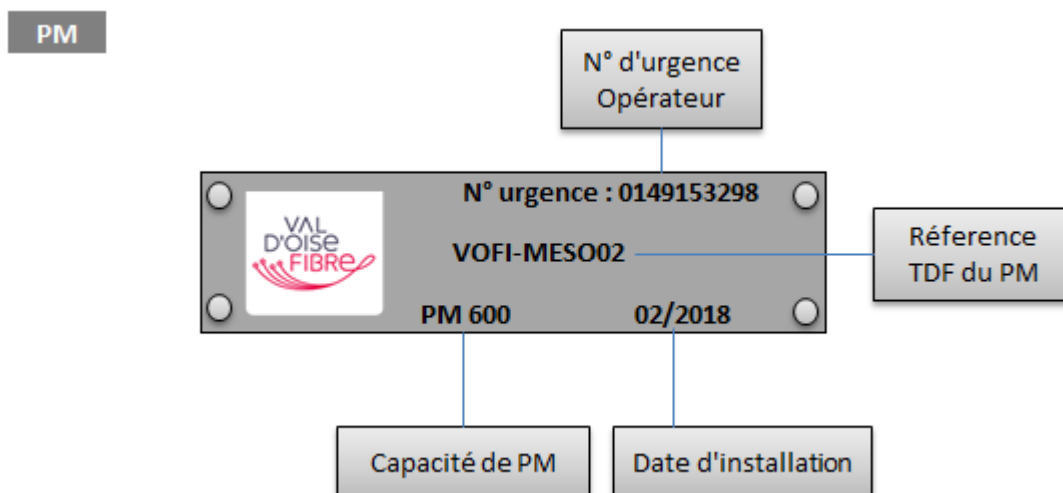 PM
N° d'urgence
Opérateur
N° urgence : 0149153298
VAL
D'OISE
FIBRE
VOFI-MESO02
Réference
TDF du PM
PM 600
02/2018
Capacité de PM
Date d'installation